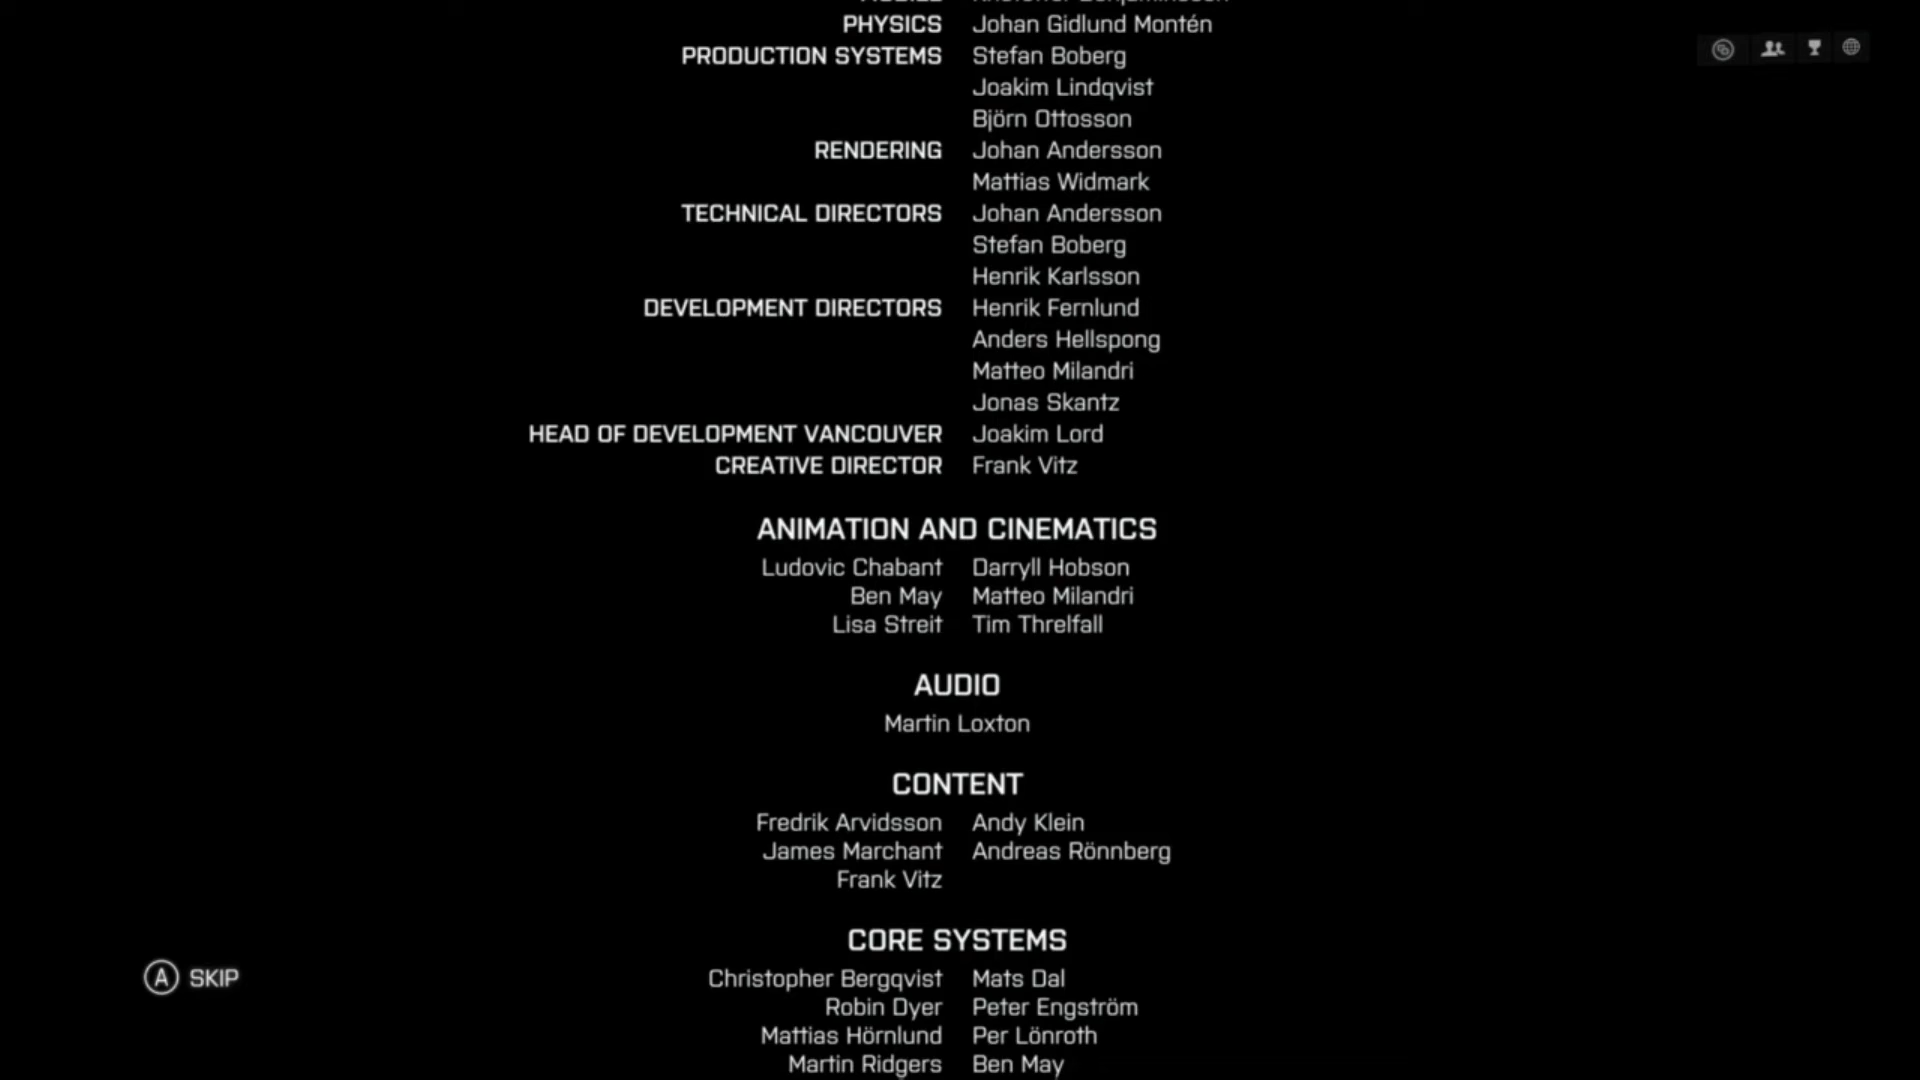 PHYSICS Johan Gidlund Montén
PRODUCTION SYSTEMS Stefan Boberg
Joakim Lindqvist
Björn Ottosson
RENDERING Johan Andersson
Mattias Widmark
TECHNICAL DIRECTORS Johan Andersson
Stefan Boberg
Henrik Karlsson
DEVELOPMENT DIRECTORS Henrik Fernlund
Anders Hellspong
Matteo Milandri
Jonas Skantz
HEAD OF DEVELOPMENT VANCOUVER Joakim Lord
CREATIVE DIRECTOR Frank Vitz
ANIMATION AND CINEMATICS
Ludovic Chabant Darryll Hobson
Ben May Matteo Milandri
Lisa Streit Tim Threlfall
AUDIO
Martin Loxton
CONTENT
Fredrik Arvidsson Andy Klein
James Marchant Andreas Rönnberg
Frank Vitz
CORE SYSTEMS
Christopher Bergqvist Mats Dal
A SKIP
Robin Dyer Peter Engström
Mattias Hörnlund Per Lönroth
Martin Ridgers Ben May